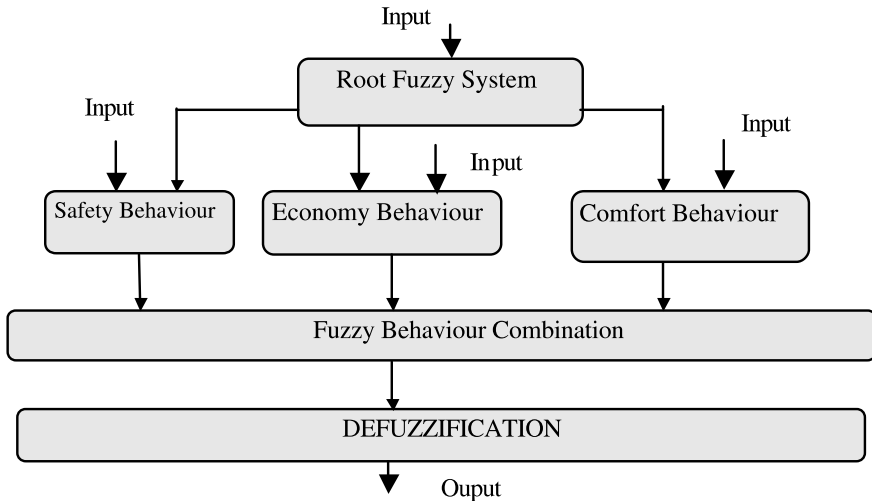 Input
Root Fuzzy System
Input
Input
Input
Safety Behaviour
Economy Behaviour
Comfort Behaviour
Fuzzy Behaviour Combination
DEFUZZIFICATION
Ouput